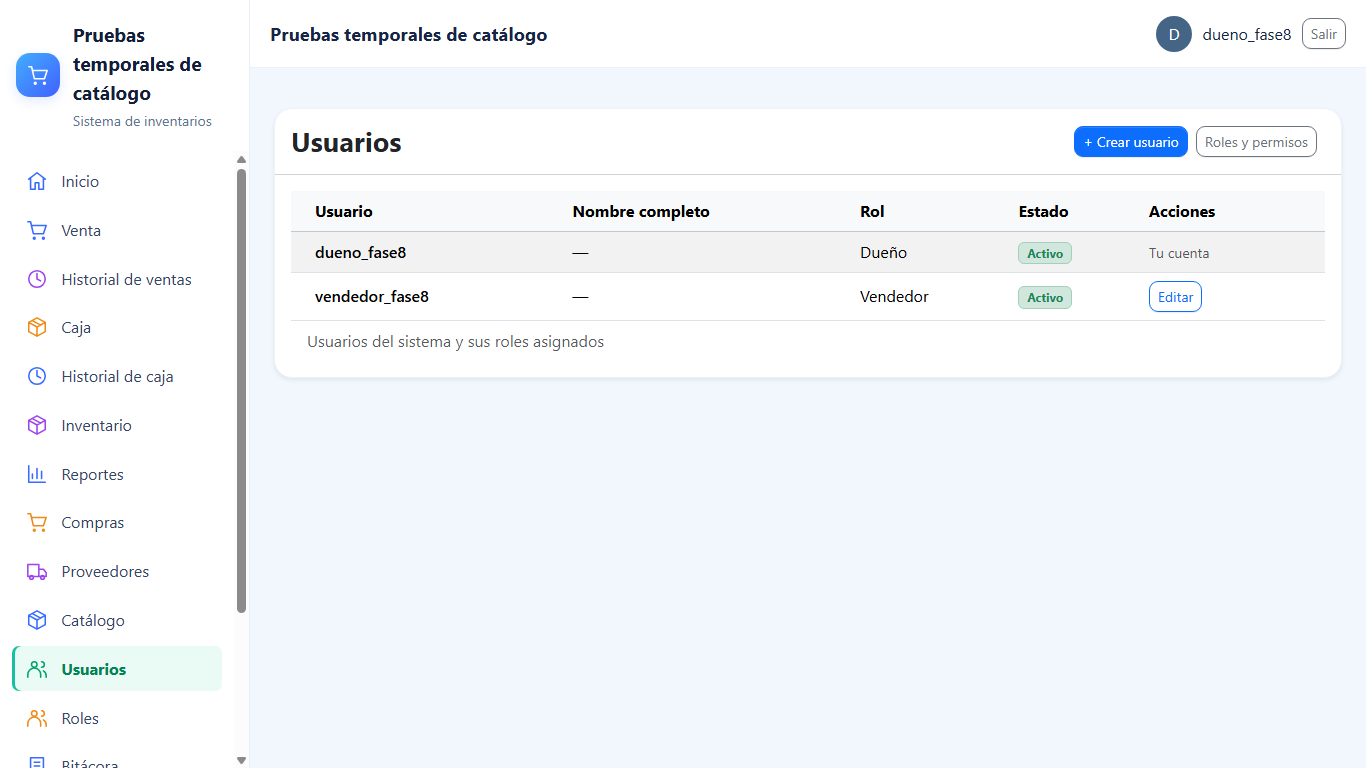 Pruebas
temporales de
catálogo
Sistema de inventarios
Inicio
Venta
Historial de ventas
Caja
Historial de caja
Inventario
Reportes
Compras
Proveedores
Catálogo
Usuarios
Roles
Bitácora
Pruebas temporales de catálogo
D
dueno_fase8
Salir
Usuarios
+ Crear usuario
Roles y permisos
Usuario Nombre completo Rol Estado Acciones
dueno_fase8 — Dueño Activo Tu cuenta
vendedor_fase8 — Vendedor Activo Editar
Usuarios del sistema y sus roles asignados